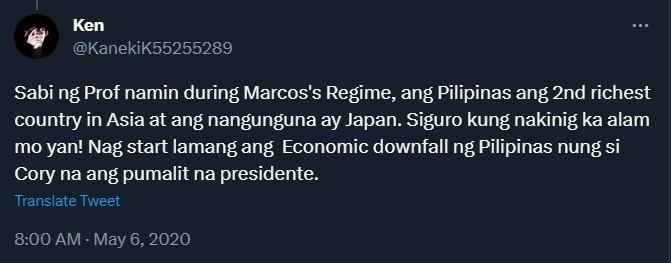 Ken
@KanekiK55255289
Sabi ng Prof namin during Marcos's Regime, ang Pilipinas ang 2nd richest
country in Asia at ang nangunguna ay Japan. Siguro kung nakinig ka alam
mo yan! Nag start lamang ang Economic downfall ng Pilipinas nung si
Cory na ang pumalit na presidente.
Translate Tweet
8:00 AM · May 6, 2020